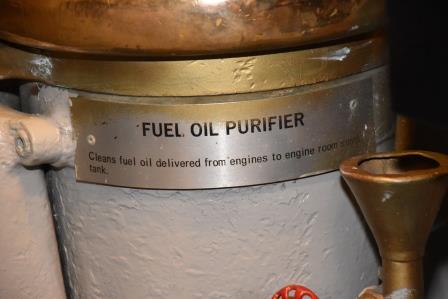 FUEL OIL PURIFIER
Cleans fuel oil delivered from engines to engine room
tank.